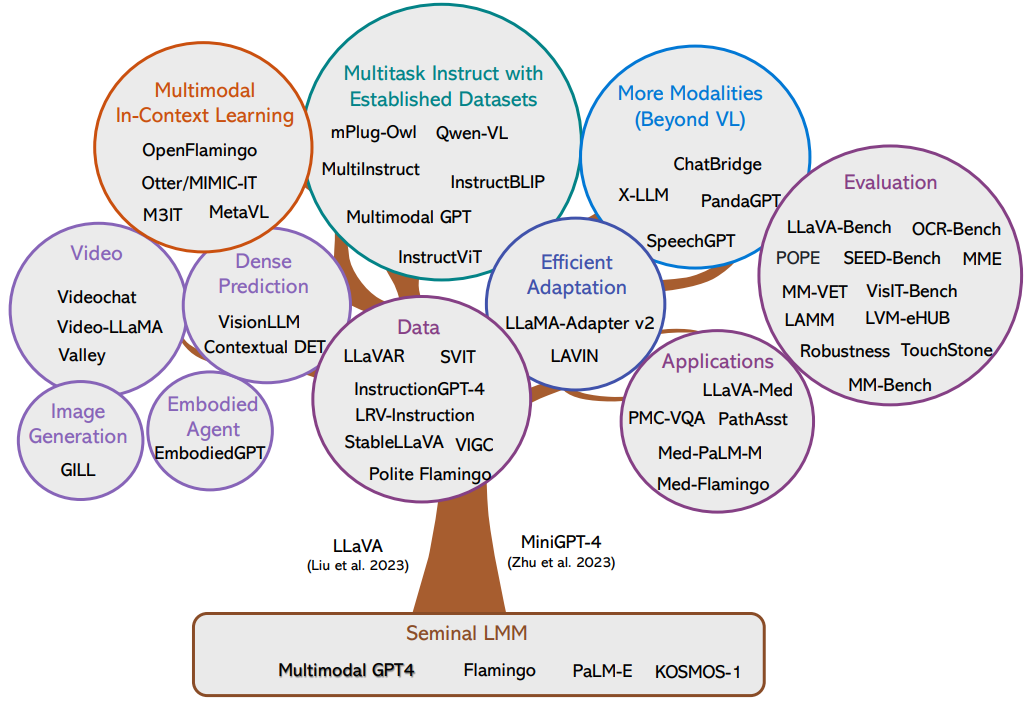 Multimodal
In-Context Learning
OpenFlamingo
Otter/MIMIC-IT
M3IT MetaVL
Multitask Instruct with
Established Datasets
mPlug-Owl Qwen-VL
MultiInstruct
InstructBLIP
Multimodal GPT
InstructViT
More Modalities
(Beyond VL)
ChatBridge
X-LLM PandaGPT
SpeechGPT
Evaluation
LLaVA-Bench OCR-Bench
POPE SEED-Bench MME
MM-VET VisIT-Bench
LAMM LVM-eHUB
Robustness TouchStone
MM-Bench
Video
Videochat
Video-LLaMA
Valley
Dense
Prediction
VisionLLM
Contextual DET
Efficient
Adaptation
LLaMA-Adapter v2
LAVIN
Data
LLaVAR SVIT
InstructionGPT-4
LRV-Instruction
StableLLaVA VIGC
Polite Flamingo
Applications
LLaVA-Med
PMC-VQA PathAsst
Med-PaLM-M
Med-Flamingo
Image
Generation
GILL
Embodied
Agent
EmbodiedGPT
LLaVA
(Liu et al. 2023)
MiniGPT-4
(Zhu et al. 2023)
Seminal LMM
Multimodal GPT4 Flamingo PaLM-E KOSMOS-1